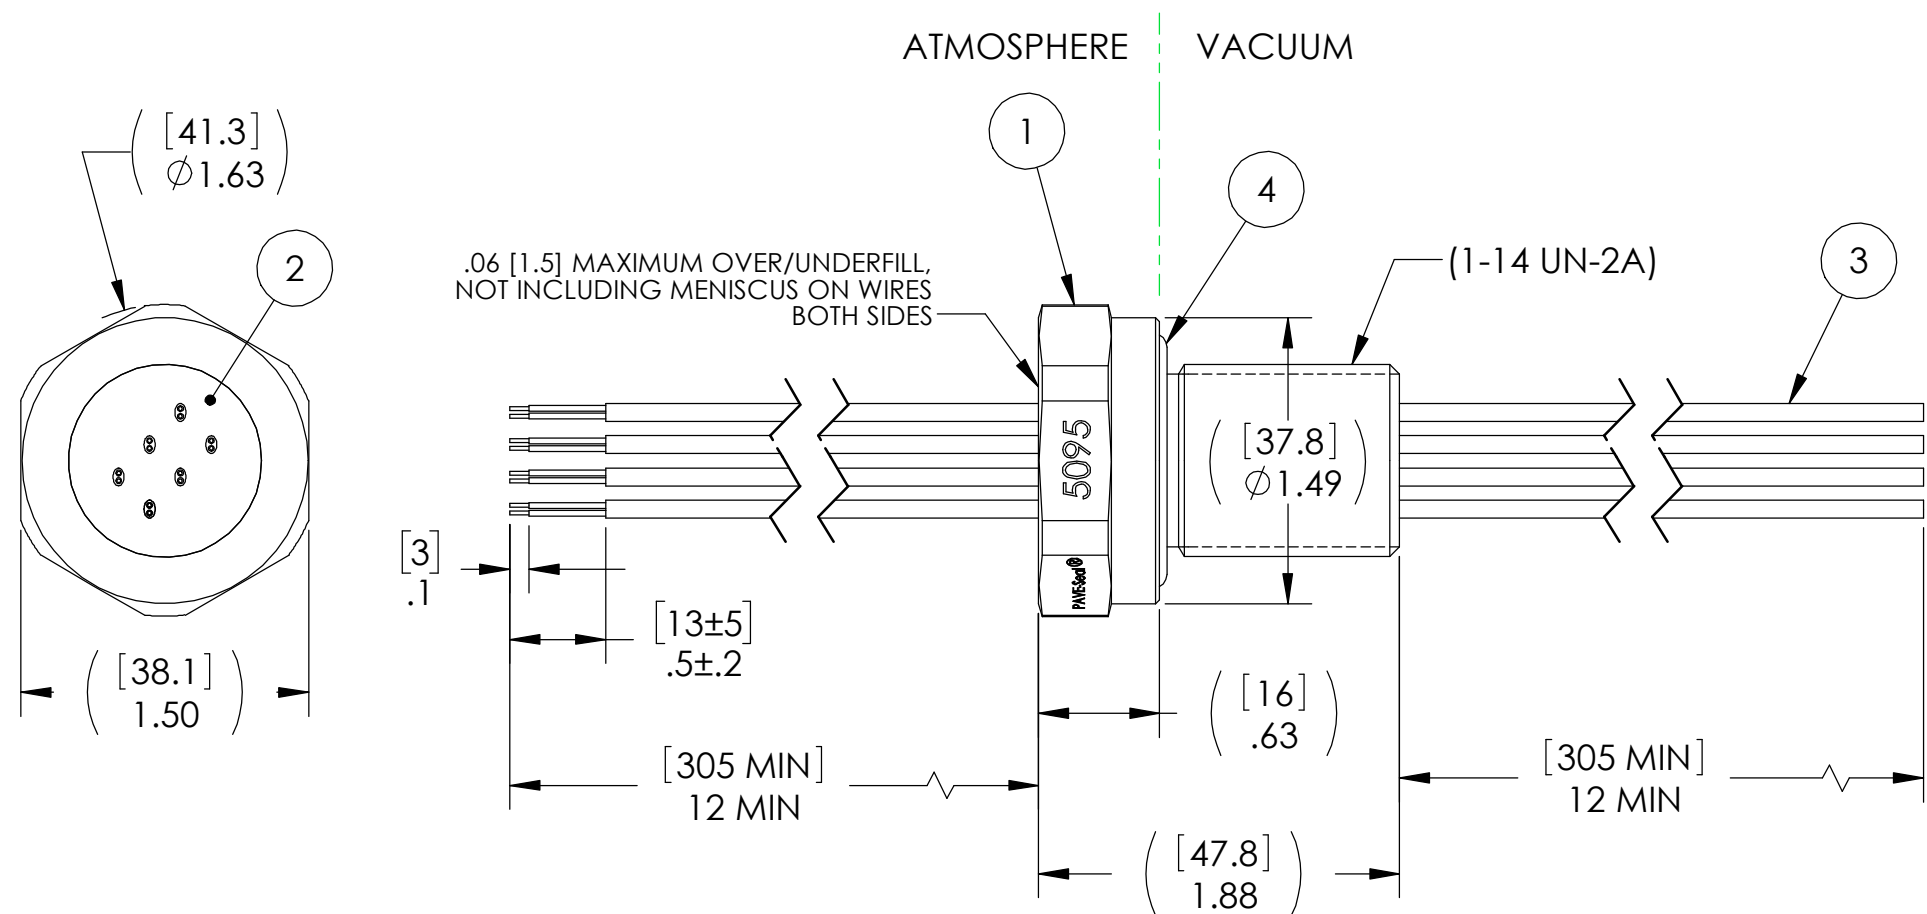 ATMOSPHERE
VACUUM
[41.3]
(∅1.63)
1
4
2
.06 [1.5] MAXIMUM OVER/UNDERFILL,
NOT INCLUDING MENISCUS ON WIRES
BOTH SIDES
(1-14 UN-2A)
3
5095
PAVE-Seal®
[37.8]
(∅1.49)
[3]
.1
[13±5]
.5±.2
[38.1]
(1.50)
[16]
(.63)
[305 MIN]
12 MIN
[305 MIN]
12 MIN
[47.8]
(1.88)